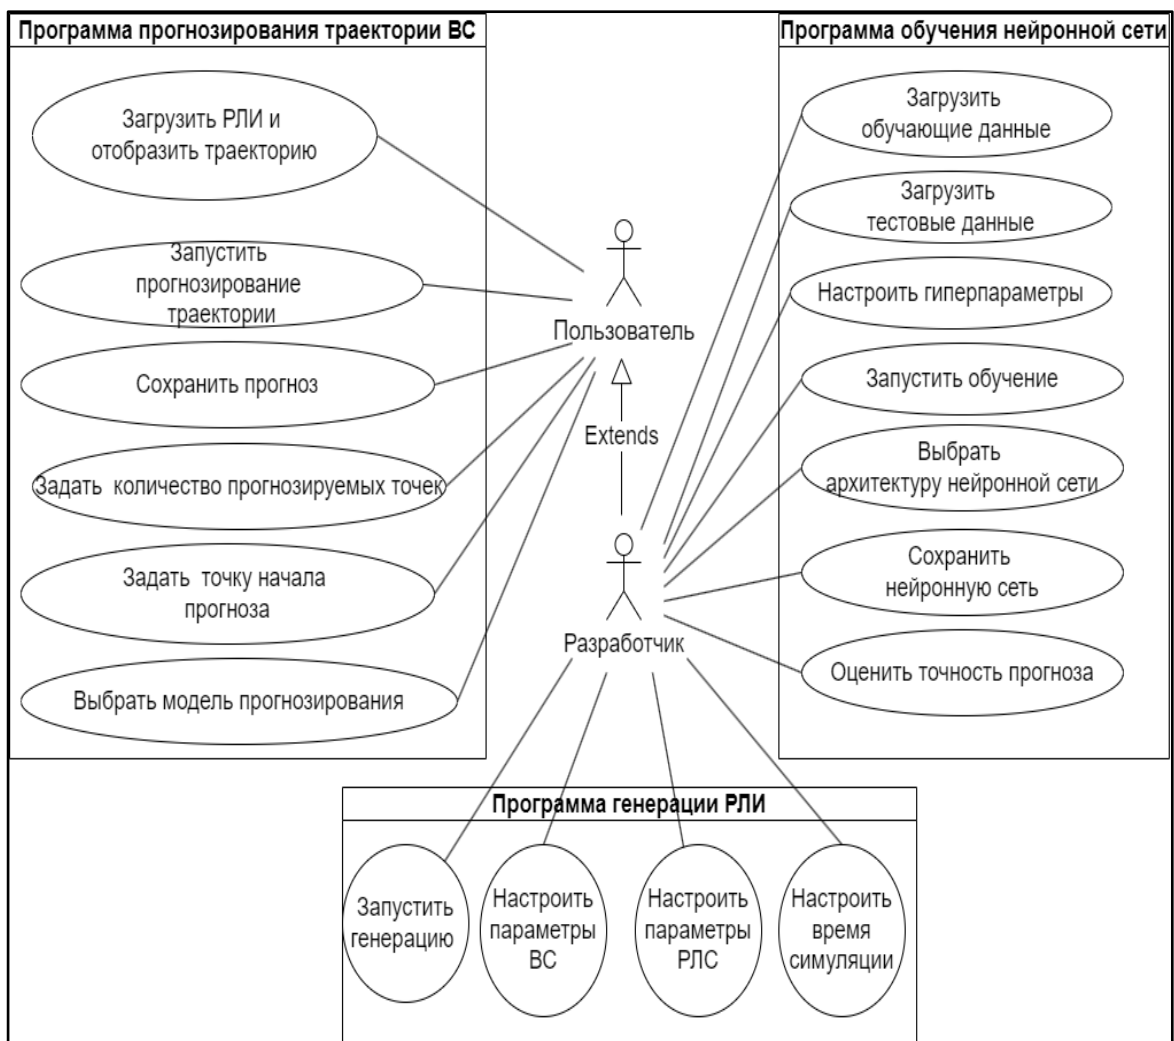 Программа прогнозирования траектории ВС
Загрузить РЛИ и
отобразить траекторию
Запустить
прогнозирование
траектории
Сохранить прогноз
Задать количество прогнозируемых точек
Задать точку начала
прогноза
Выбрать модель прогнозирования
Пользователь
Extends
Разработчик
Программа обучения нейронной сети
Загрузить
обучающие данные
Загрузить
тестовые данные
Настроить гиперпараметры
Запустить обучение
Выбрать
архитектуру нейронной сети
Сохранить
нейронную сеть
Оценить точность прогноза
Программа генерации РЛИ
Запустить
генерацию
Настроить
параметры
ВС
Настроить
параметры
РЛС
Настроить
время
симуляции